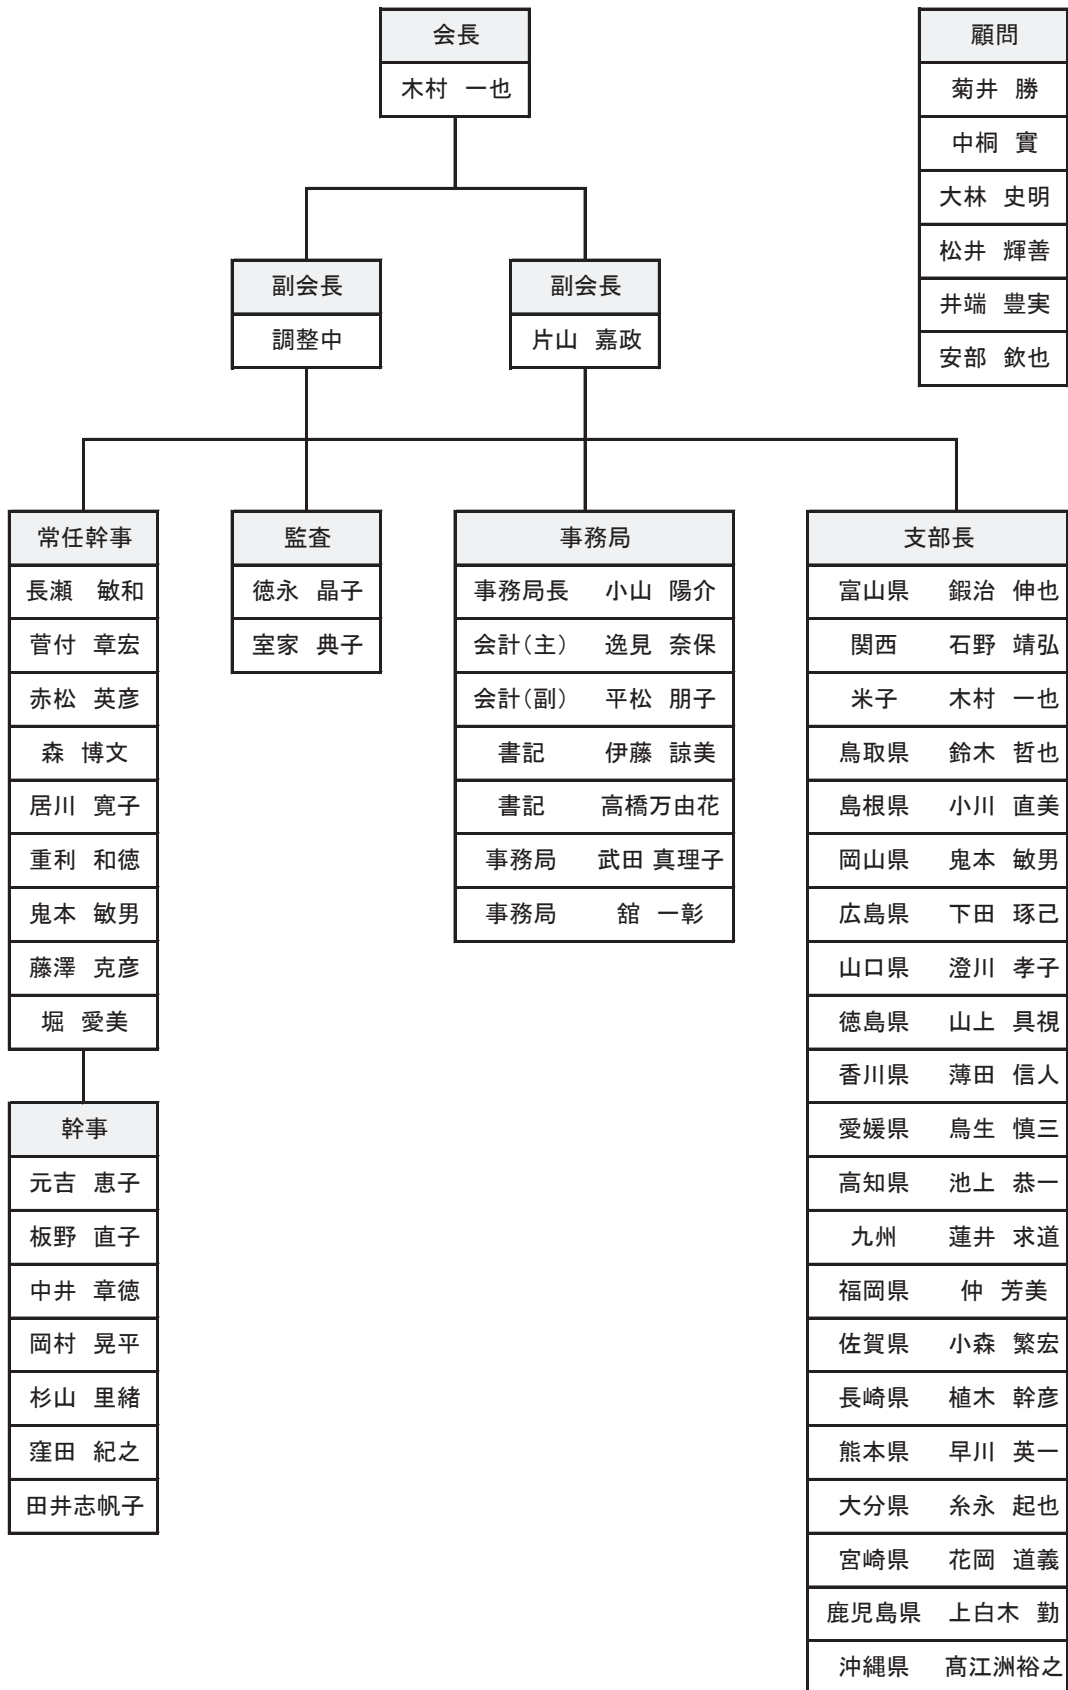 会長
木村 一也
顧問
菊井 勝
中桐 實
大林 史明
松井 輝善
井端 豊実
安部 欽也
副会長
調整中
副会長
片山 嘉政
常任幹事
長瀬 敏和
菅付 章宏
赤松 英彦
森 博文
居川 寛子
重利 和徳
鬼本 敏男
藤澤 克彦
堀 愛美
幹事
元吉 恵子
板野 直子
中井 章徳
岡村 晃平
杉山 里緒
窪田 紀之
田井志帆子
監査
徳永 晶子
室家 典子
事務局
事務局長 小山 陽介
会計(主) 逸見 奈保
会計(副) 平松 朋子
書記 伊藤 諒美
書記 高橋万由花
事務局 武田 真理子
事務局 舘 一彰
支部長
富山県 鍜治 伸也
関西 石野 靖弘
米子 木村 一也
鳥取県 鈴木 哲也
島根県 小川 直美
岡山県 鬼本 敏男
広島県 下田 琢己
山口県 澄川 孝子
徳島県 山上 具視
香川県 薄田 信人
愛媛県 鳥生 慎三
高知県 池上 恭一
九州 蓮井 求道
福岡県 仲 芳美
佐賀県 小森 繁宏
長崎県 植木 幹彦
熊本県 早川 英一
大分県 糸永 起也
宮崎県 花岡 道義
鹿児島県 上白木 勤
沖縄県 髙江洲裕之